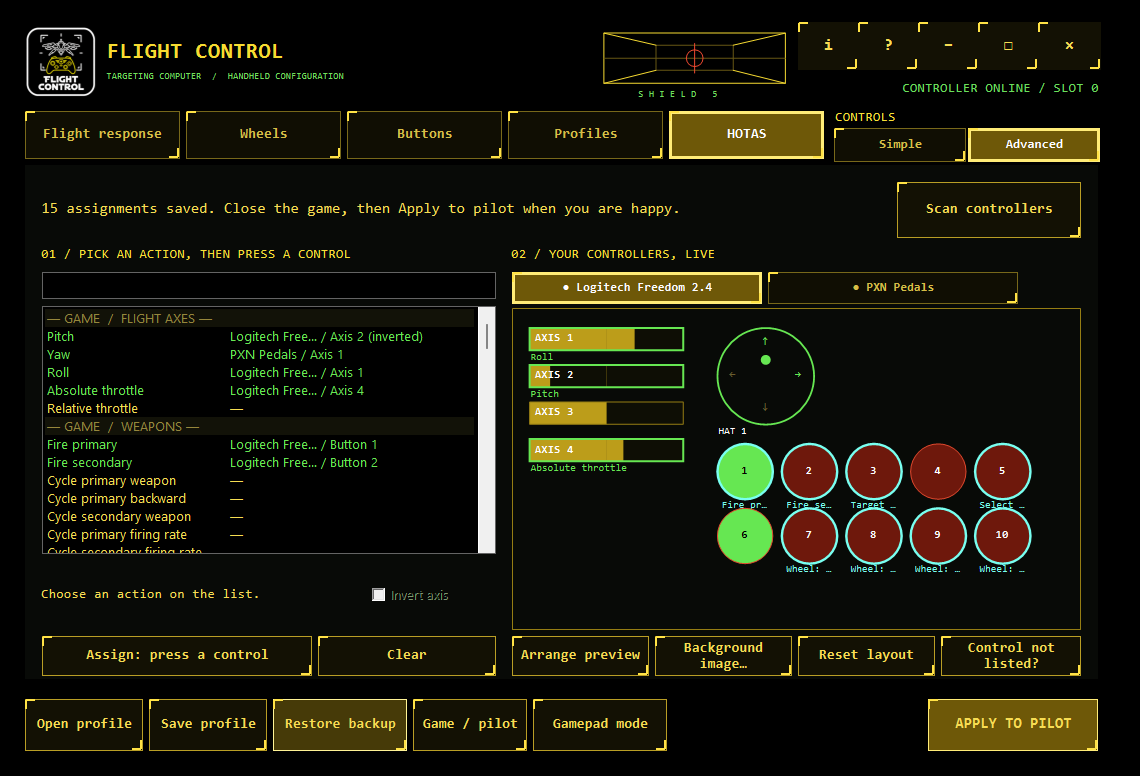 FLIGHT CONTROL
FLIGHT CONTROL
TARGETING COMPUTER / HANDHELD CONFIGURATION
SHIELD 5
i ? − □ ×
CONTROLLER ONLINE / SLOT 0
Flight response
Wheels
Buttons
Profiles
HOTAS
CONTROLS
Simple
Advanced
15 assignments saved. Close the game, then Apply to pilot when you are happy.
Scan controllers
01 / PICK AN ACTION, THEN PRESS A CONTROL
— GAME / FLIGHT AXES —
Pitch Logitech Free... / Axis 2 (inverted)
Yaw PXN Pedals / Axis 1
Roll Logitech Free... / Axis 1
Absolute throttle Logitech Free... / Axis 4
Relative throttle —
— GAME / WEAPONS —
Fire primary Logitech Free... / Button 1
Fire secondary Logitech Free... / Button 2
Cycle primary weapon —
Cycle primary backward —
Cycle secondary weapon —
Cycle primary firing rate —
Cycle secondary firing rate
Choose an action on the list.
Invert axis
Assign: press a control
Clear
02 / YOUR CONTROLLERS, LIVE
● Logitech Freedom 2.4
● PXN Pedals
AXIS 1
Roll
AXIS 2
Pitch
AXIS 3
AXIS 4
Absolute throttle
↑
← →
↓
HAT 1
1 2 3 4 5
Fire pr… Fire se… Target … Select …
6 7 8 9 10
Wheel: … Wheel: … Wheel: … Wheel: …
Arrange preview
Background
image…
Reset layout
Control not
listed?
Open profile
Save profile
Restore backup
Game / pilot
Gamepad mode
APPLY TO PILOT